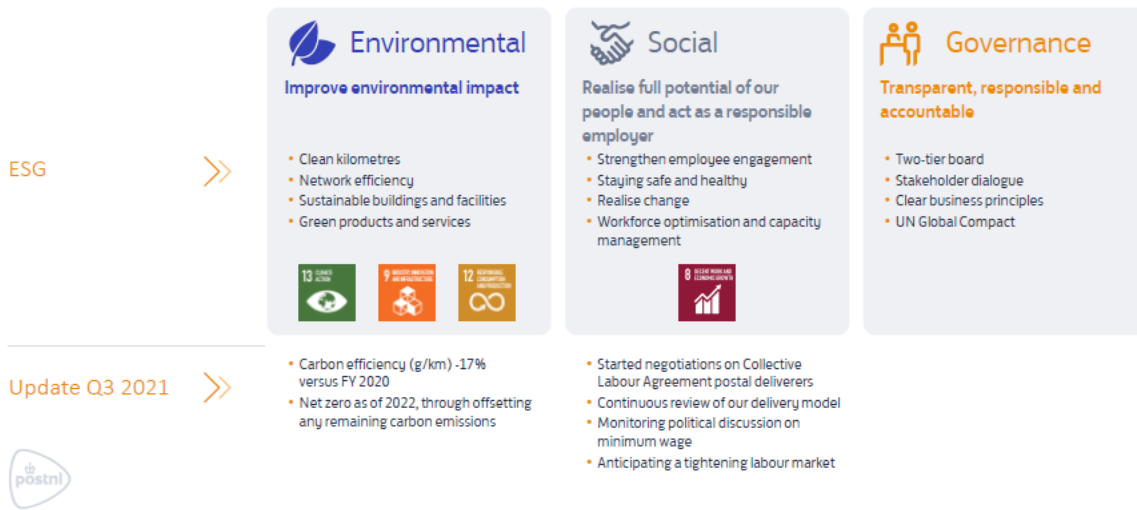 Environmental
Improve environmental impact
• Clean kilometres
• Network efficiency
• Sustainable buildings and facilities
• Green products and services
13 CLIMATE
ACTION
9 INDUSTRY, INNOVATION
AND INFRASTRUCTURE
12 RESPONSIBLE
CONSUMPTION
AND PRODUCTION
Social
Realise full potential of our
people and act as a responsible
employer
• Strengthen employee engagement
• Staying safe and healthy
• Realise change
• Workforce optimisation and capacity
management
8 DECENT WORK AND
ECONOMIC GROWTH
Governance
Transparent, responsible and
accountable
• Two-tier board
• Stakeholder dialogue
• Clear business principles
• UN Global Compact
ESG
Update Q3 2021
• Carbon efficiency (g/km) -17%
versus FY 2020
• Net zero as of 2022, through offsetting
any remaining carbon emissions
• Started negotiations on Collective
Labour Agreement postal deliverers
• Continuous review of our delivery model
• Monitoring political discussion on
minimum wage
• Anticipating a tightening labour market
postnl